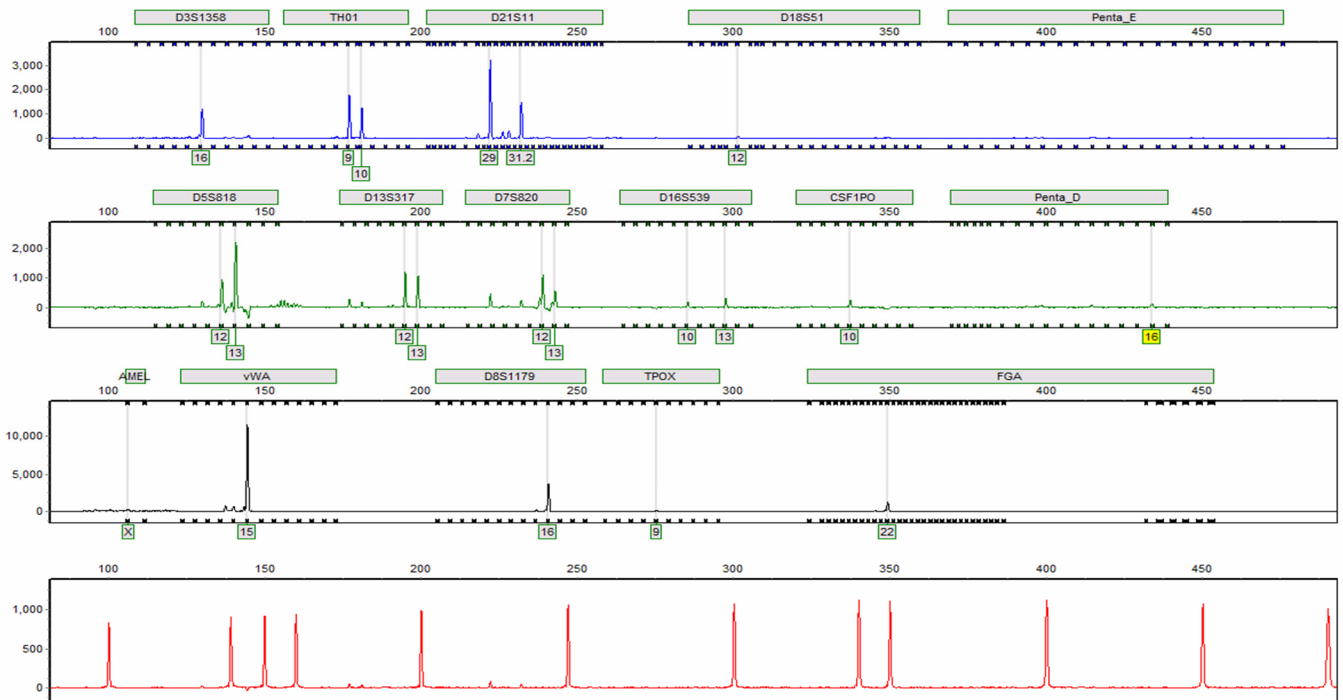 D3S1358 TH01 D21S11 D18S51 Penta_E
100 150 200 250 300 350 400 450
3,000
2,000
1,000
0
16 9 29 31.2 12
10
D5S818 D13S317 D7S820 D16S539 CSF1PO Penta_D
100 150 200 250 300 350 400 450
2,000
1,000
0
12 12 12 10 13 10 16
13 13 13
AMEL vWA D8S1179 TPOX FGA
100 150 200 250 300 350 400 450
10,000
5,000
0
X 15 16 9 22
100 150 200 250 300 350 400 450
1,000
500
0